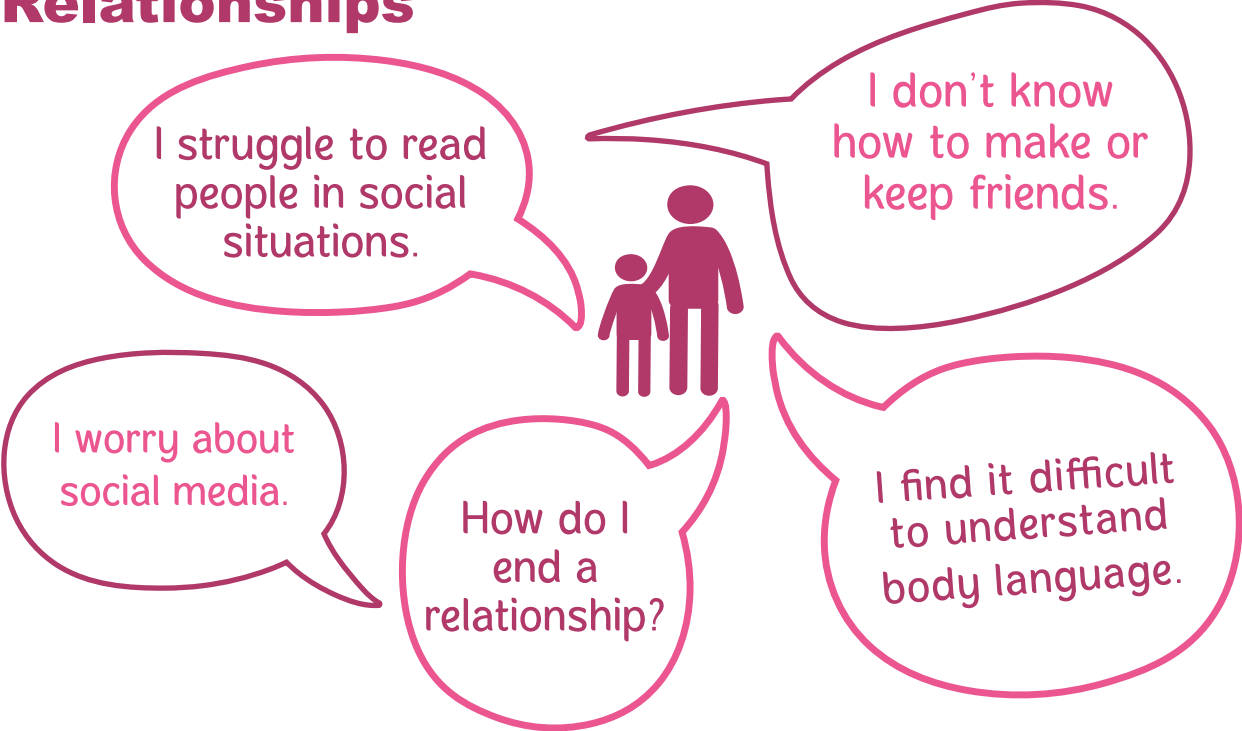 Relationships
I struggle to read
people in social
situations.
I don't know
how to make or
keep friends.
I worry about
social media.
How do I
end a
relationship?
I find it difficult
to understand
body language.